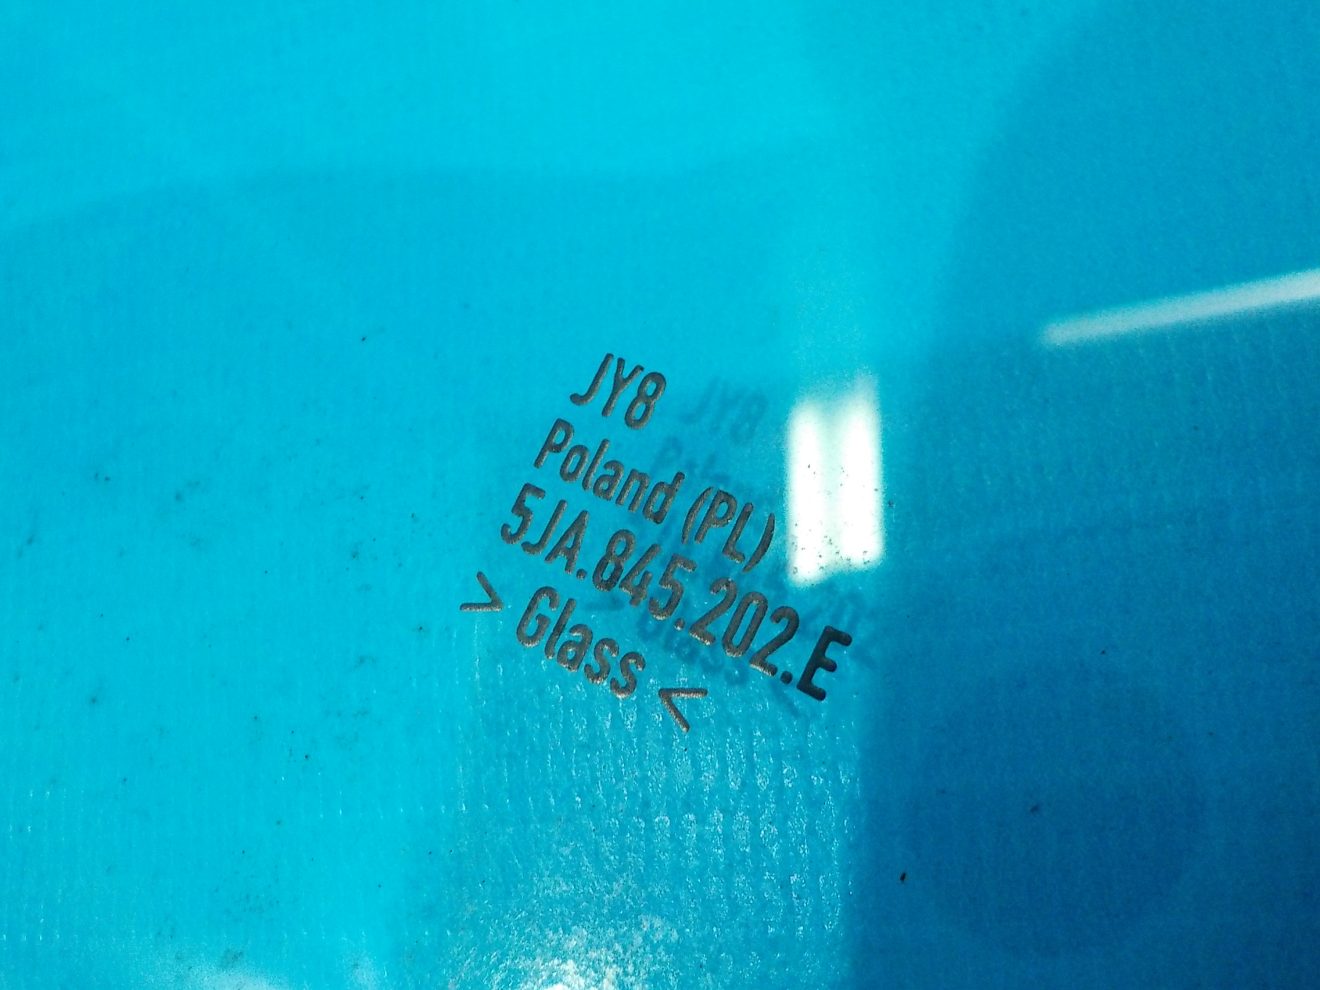 JY8
Poland (PL)
5JA.845.202.E
> Glass <